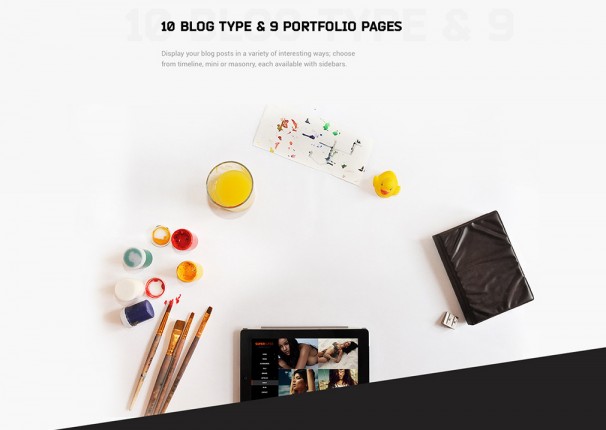 10 BLOG TYPE & 9 PORTFOLIO PAGES
Display your blog posts in a variety of interesting ways; choose
from timeline, mini or masonry, each available with sidebars.